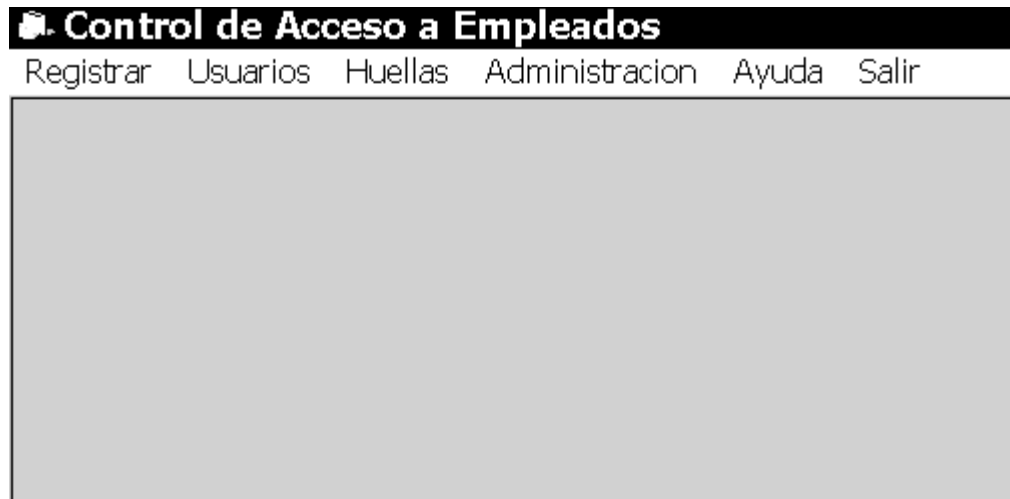 Control de Acceso a Empleados
Registrar Usuarios Huellas Administracion Ayuda Salir